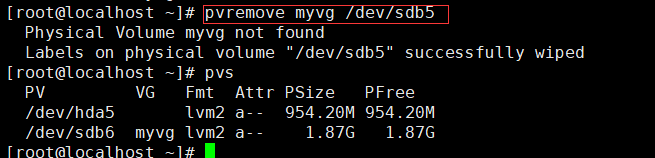 [root@localhost ~]# pvremove myvg /dev/sdb5
  Physical Volume myvg not found
  Labels on physical volume "/dev/sdb5" successfully wiped
[root@localhost ~]# pvs
  PV         VG   Fmt  Attr PSize   PFree
  /dev/hda5       lvm2 a--  954.20M 954.20M
  /dev/sdb6  myvg lvm2 a--    1.87G   1.87G
[root@localhost ~]#